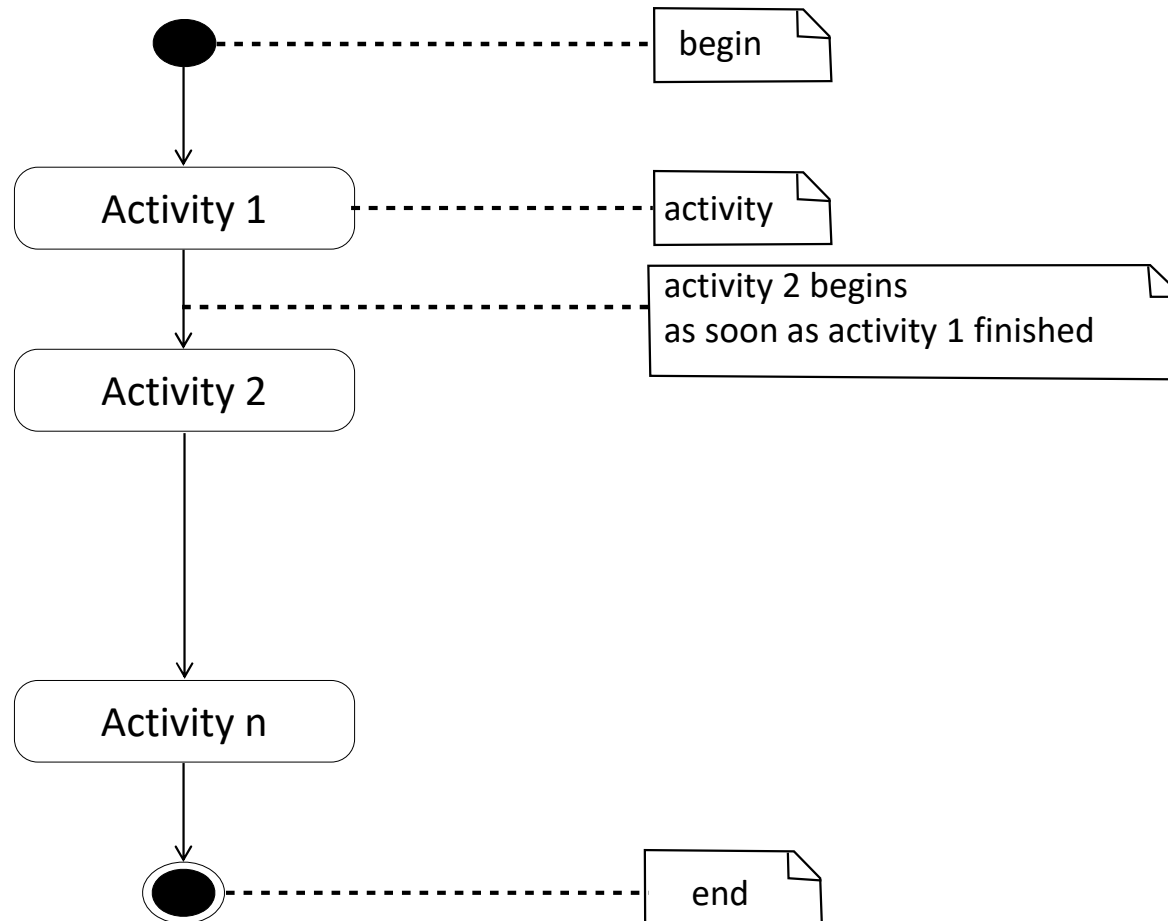 begin
Activity 1
activity
activity 2 begins
as soon as activity 1 finished
Activity 2
Activity n
end